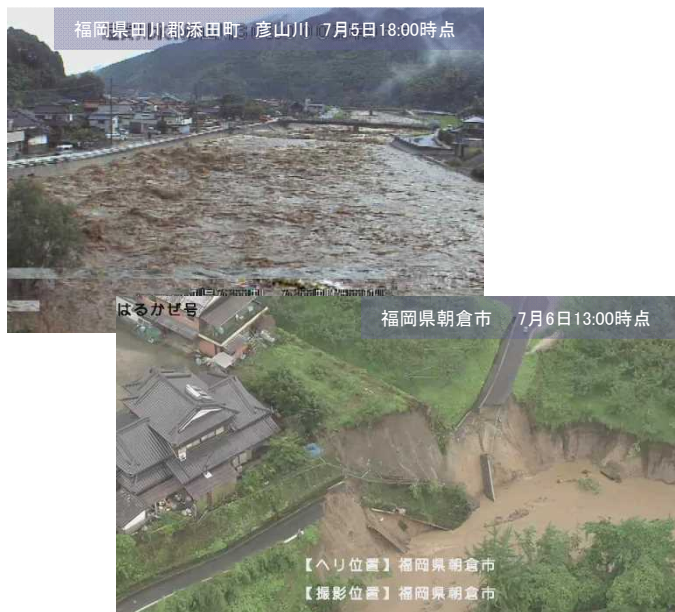 福岡県田川郡添田町　彦山川　7月5日18:00時点
はるかぜ号
福岡県朝倉市　7月6日13:00時点
【ヘリ位置】福岡県朝倉市
【撮影位置】福岡県朝倉市